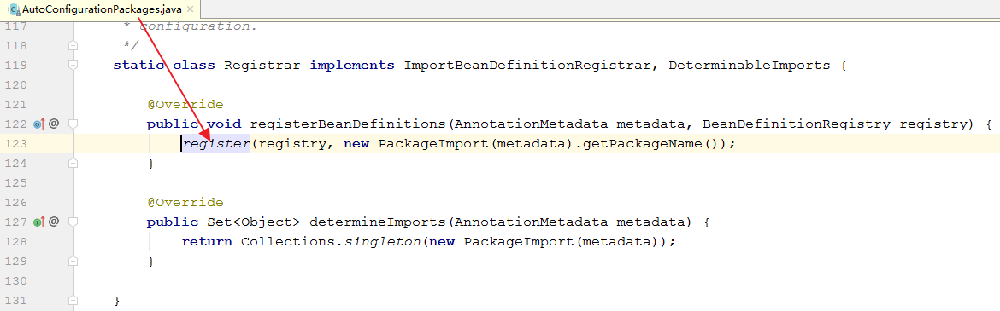 AutoConfigurationPackages.java
117 * configuration.
118 */
119 static class Registrar implements ImportBeanDefinitionRegistrar, DeterminableImports {
120
121 @Override
122 public void registerBeanDefinitions(AnnotationMetadata metadata, BeanDefinitionRegistry registry) {
123 register(registry, new PackageImport(metadata).getPackageName());
124 }
125
126 @Override
127 public Set<Object> determineImports(AnnotationMetadata metadata) {
128 return Collections.singleton(new PackageImport(metadata));
129 }
130
131 }